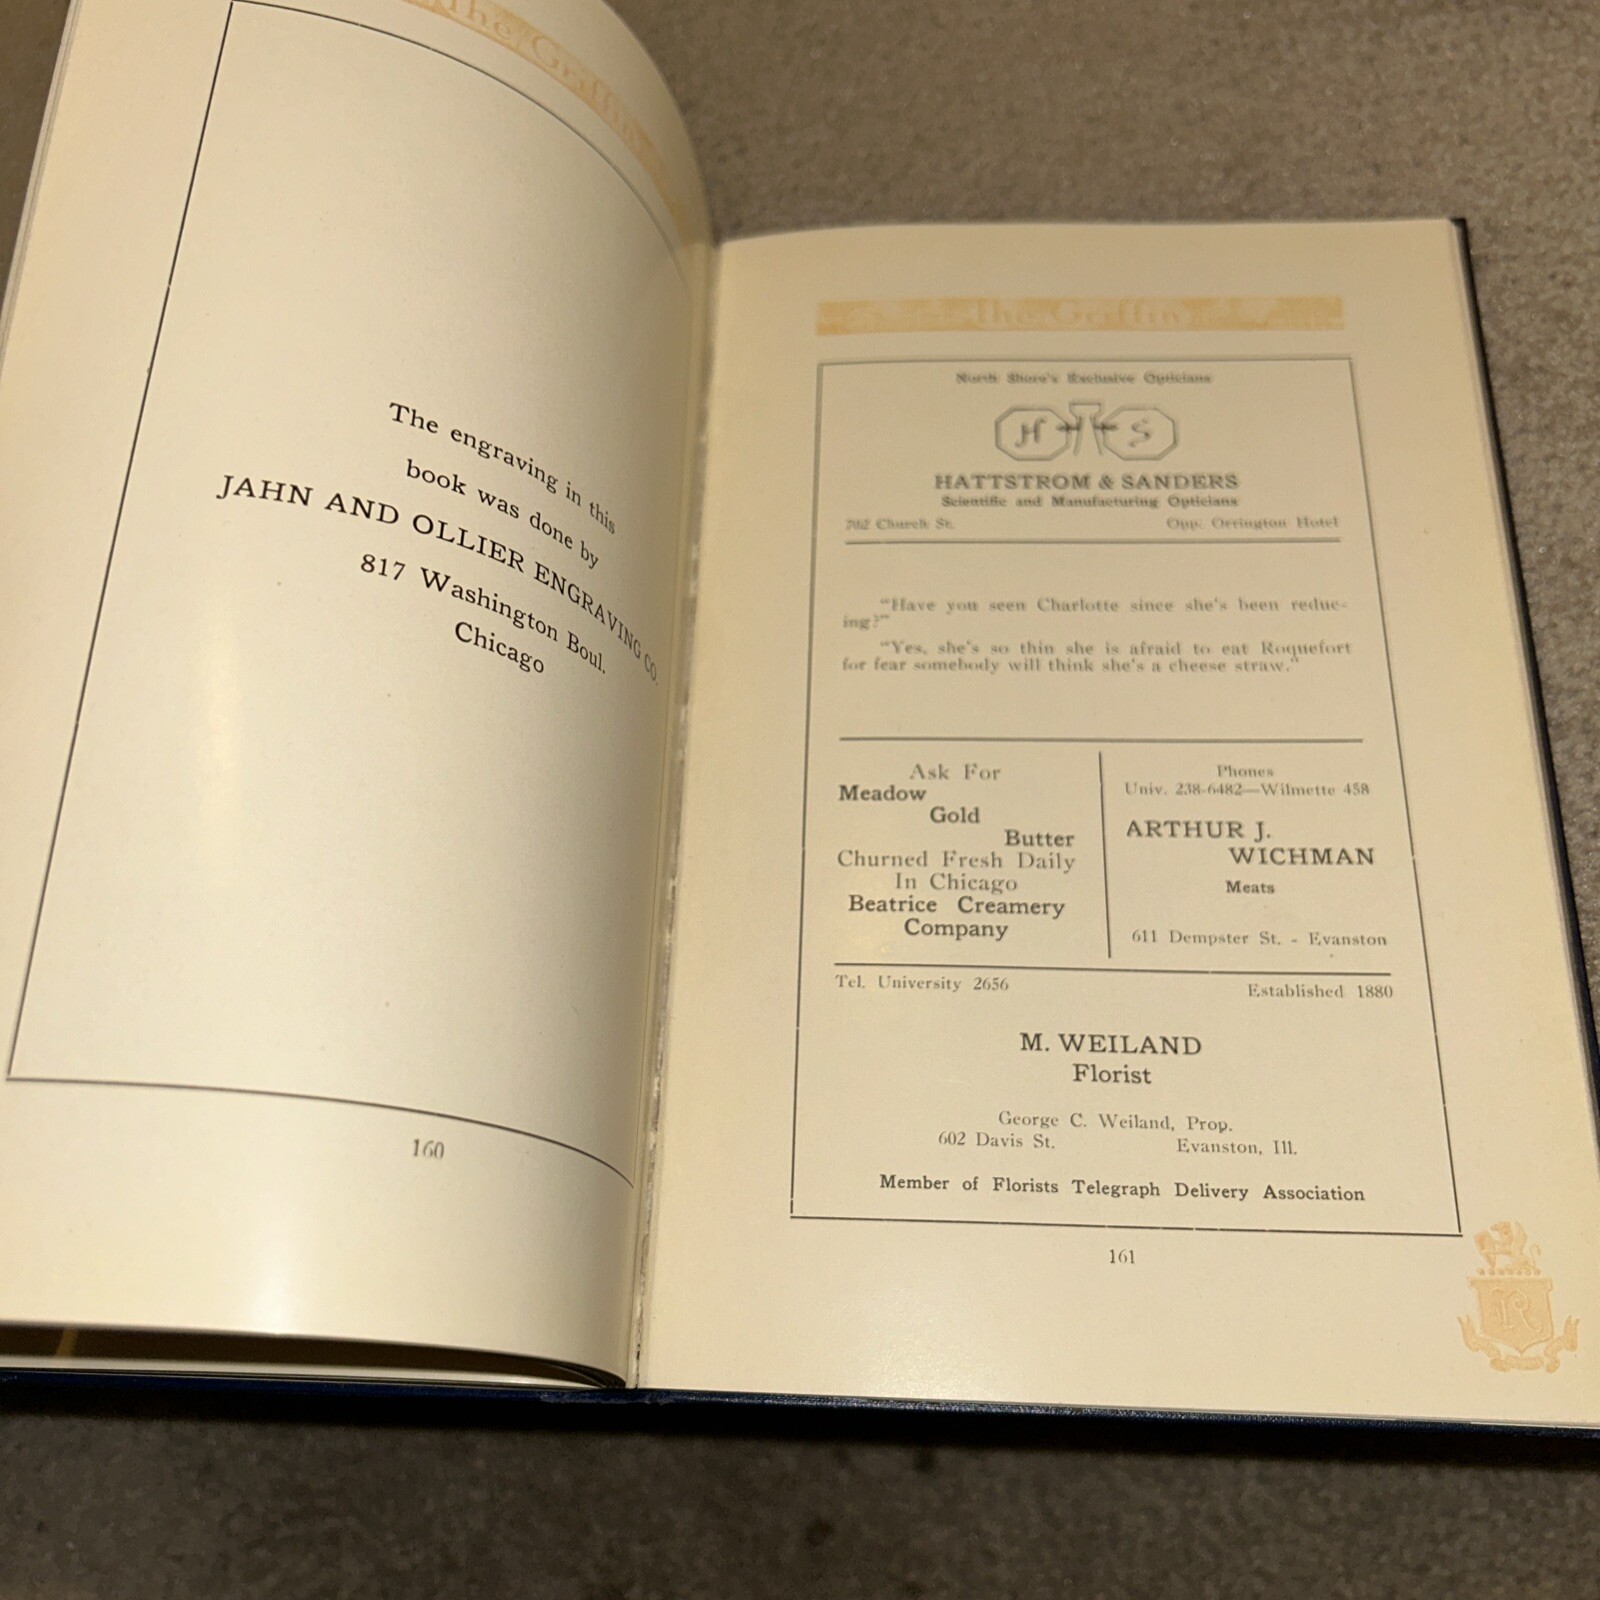 The Griffin
The engraving in this
book was done by
JAHN AND OLLIER ENGRAVING CO.
817 Washington Boul.
Chicago
160
The Griffin
North Shore's Exclusive Opticians
H S
HATTSTROM & SANDERS
Scientific and Manufacturing Opticians
702 Church St. Opp. Orrington Hotel
"Have you seen Charlotte since she's been reduc-
ing?"
"Yes, she's so thin she is afraid to eat Roquefort
for fear somebody will think she's a cheese straw."
Ask For
Meadow
Gold
Butter
Churned Fresh Daily
In Chicago
Beatrice Creamery
Company
Phones
Univ. 238-6482—Wilmette 458
ARTHUR J.
WICHMAN
Meats
611 Dempster St. - Evanston
Tel. University 2656 Established 1880
M. WEILAND
Florist
George C. Weiland, Prop.
602 Davis St. Evanston, Ill.
Member of Florists Telegraph Delivery Association
161
R